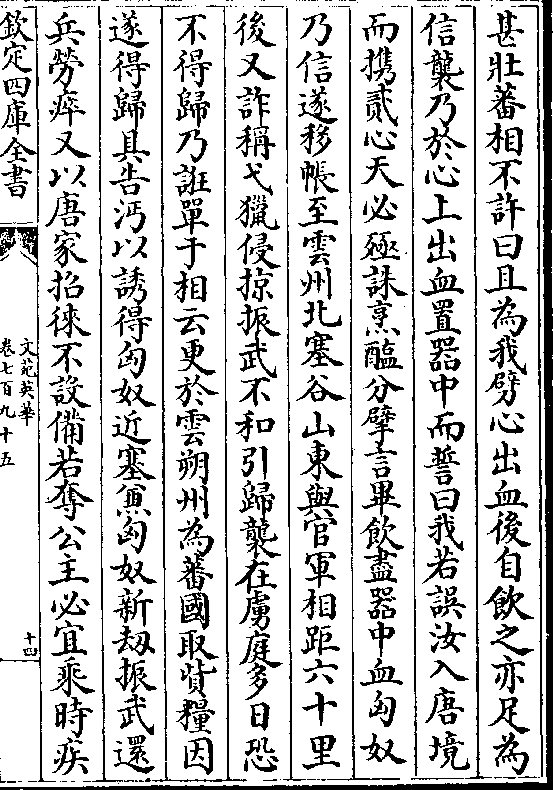 甚壯蕃相不許曰且為我劈心出血後自飲之亦足為
信襲乃於心上出血置器中而誓曰我若誤汝入唐境
而攜貳心天必殛誅烹醢分擘言畢飲盡器中血匈奴
乃信遂移帳至雲州北塞谷山東與官軍相距六十里
後又詐稱弋獵侵掠振武不和引歸襲在虜庭多日恐
不得歸乃誑單于相云更於雲朔州為蕃國取貲糧因
遂得歸具告沔以誘得匈奴近塞兼匈奴新刼振武還
兵勞瘁又以唐家招徠不設備若奪公主必宜乘時疾
欽定四庫全書
文苑英華
卷七百九十五
十四